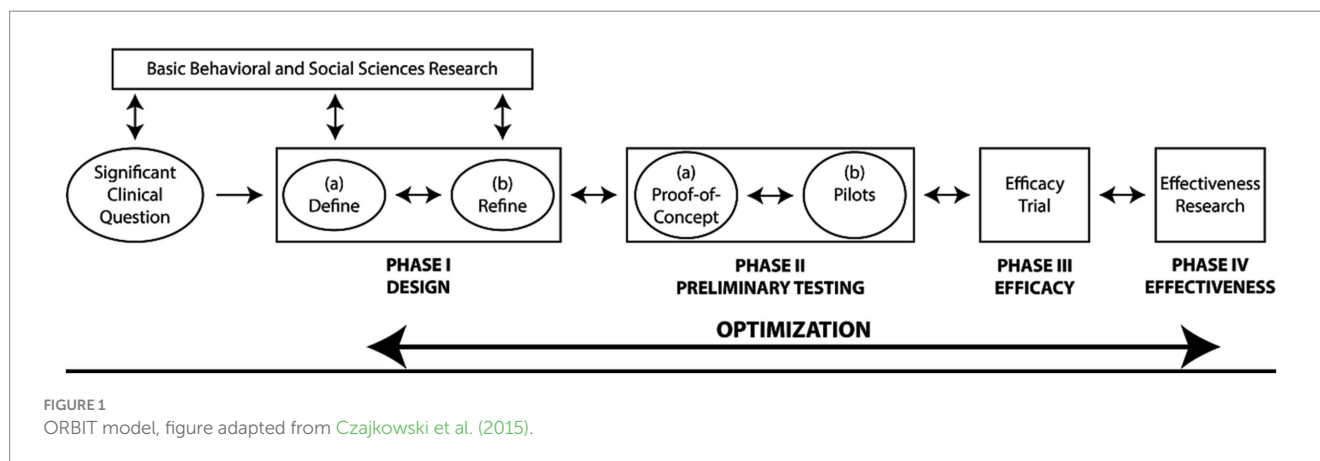 Basic Behavioral and Social Sciences Research
Significant
Clinical
Question
(a)
Define
(b)
Refine
(a)
Proof-of-
Concept
(b)
Pilots
Efficacy
Trial
Effectiveness
Research
PHASE I
DESIGN
PHASE II
PRELIMINARY TESTING
PHASE III
EFFICACY
PHASE IV
EFFECTIVENESS
OPTIMIZATION
FIGURE 1
ORBIT model, figure adapted from Czajkowski et al. (2015).